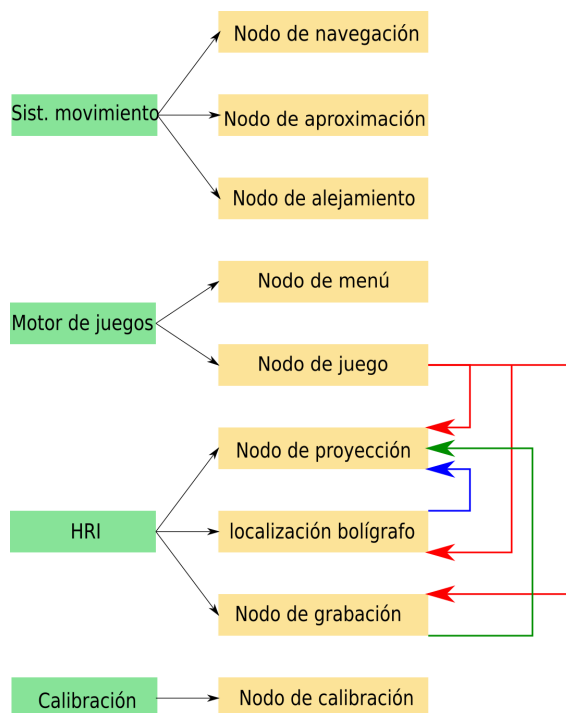 Nodo de navegación
Sist. movimiento
Nodo de aproximación
Nodo de alejamiento
Nodo de menú
Motor de juegos
Nodo de juego
Nodo de proyección
HRI
localización bolígrafo
Nodo de grabación
Calibración
Nodo de calibración